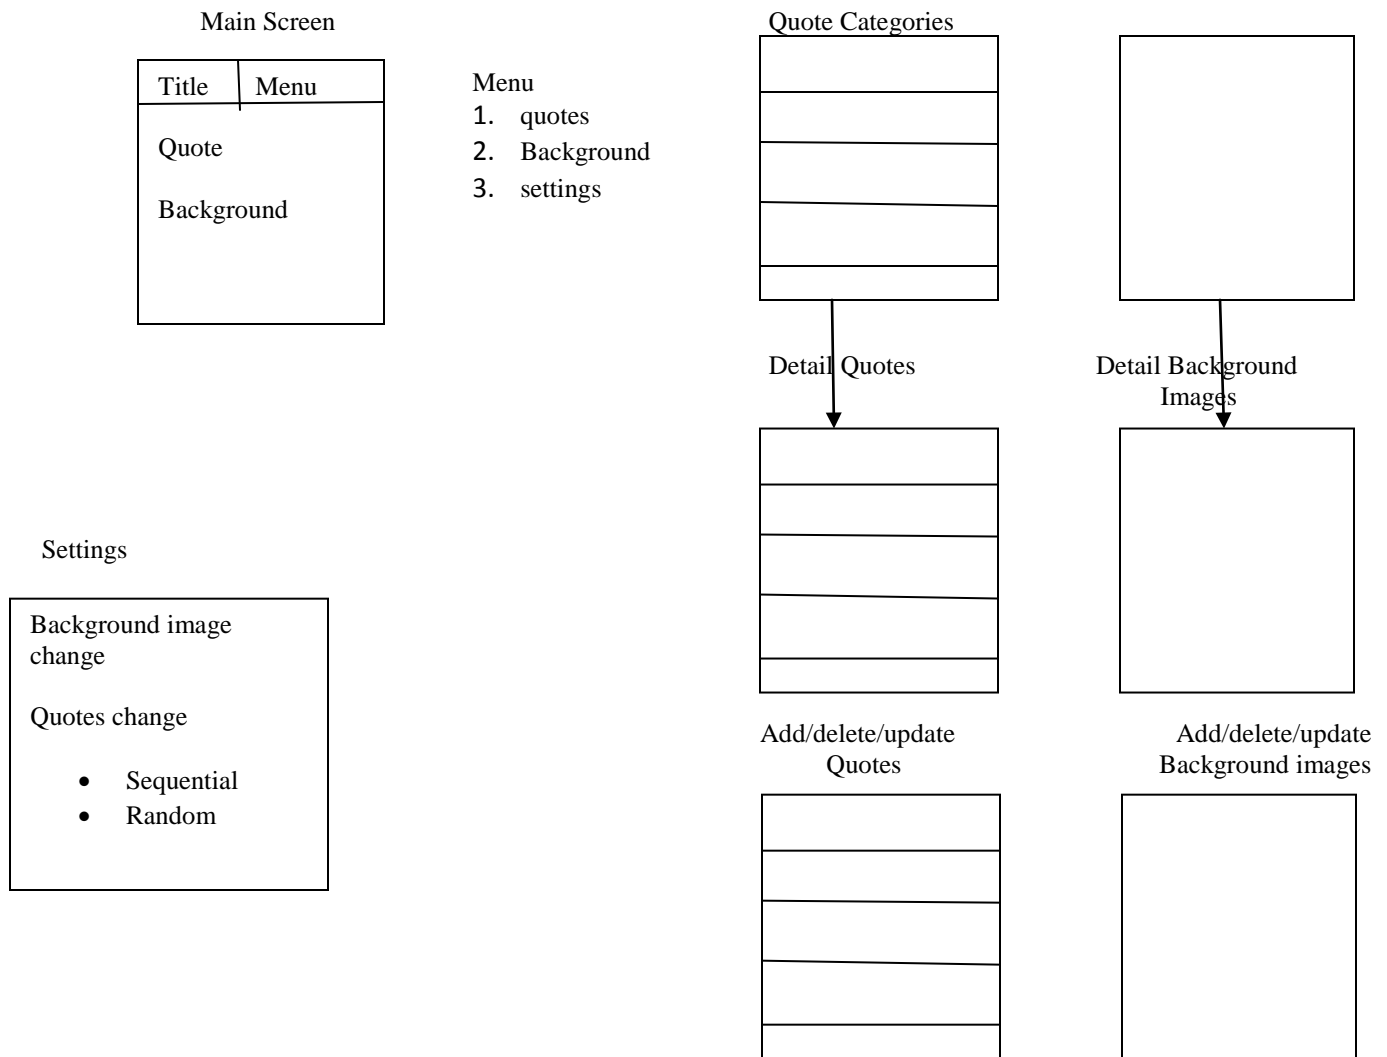 Main Screen
Title Menu
Quote
Background
Menu
1. quotes
2. Background
3. settings
Quote Categories
Detail Quotes
Detail Background
Images
Settings
Background image
change
Quotes change
• Sequential
• Random
Add/delete/update
Quotes
Add/delete/update
Background images